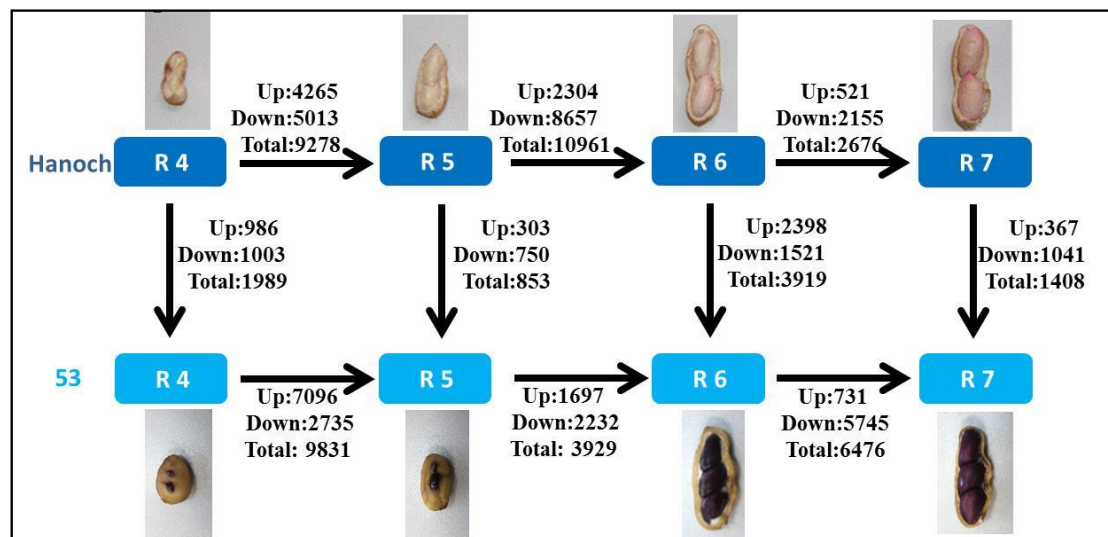 Up:4265
Down:5013
Total:9278
Up:2304
Down:8657
Total:10961
Up:521
Down:2155
Total:2676
Hanoch
R 4
R 5
R 6
R 7
Up:986
Down:1003
Total:1989
Up:303
Down:750
Total:853
Up:2398
Down:1521
Total:3919
Up:367
Down:1041
Total:1408
53
R 4
R 5
R 6
R 7
Up:7096
Down:2735
Total: 9831
Up:1697
Down:2232
Total: 3929
Up:731
Down:5745
Total:6476